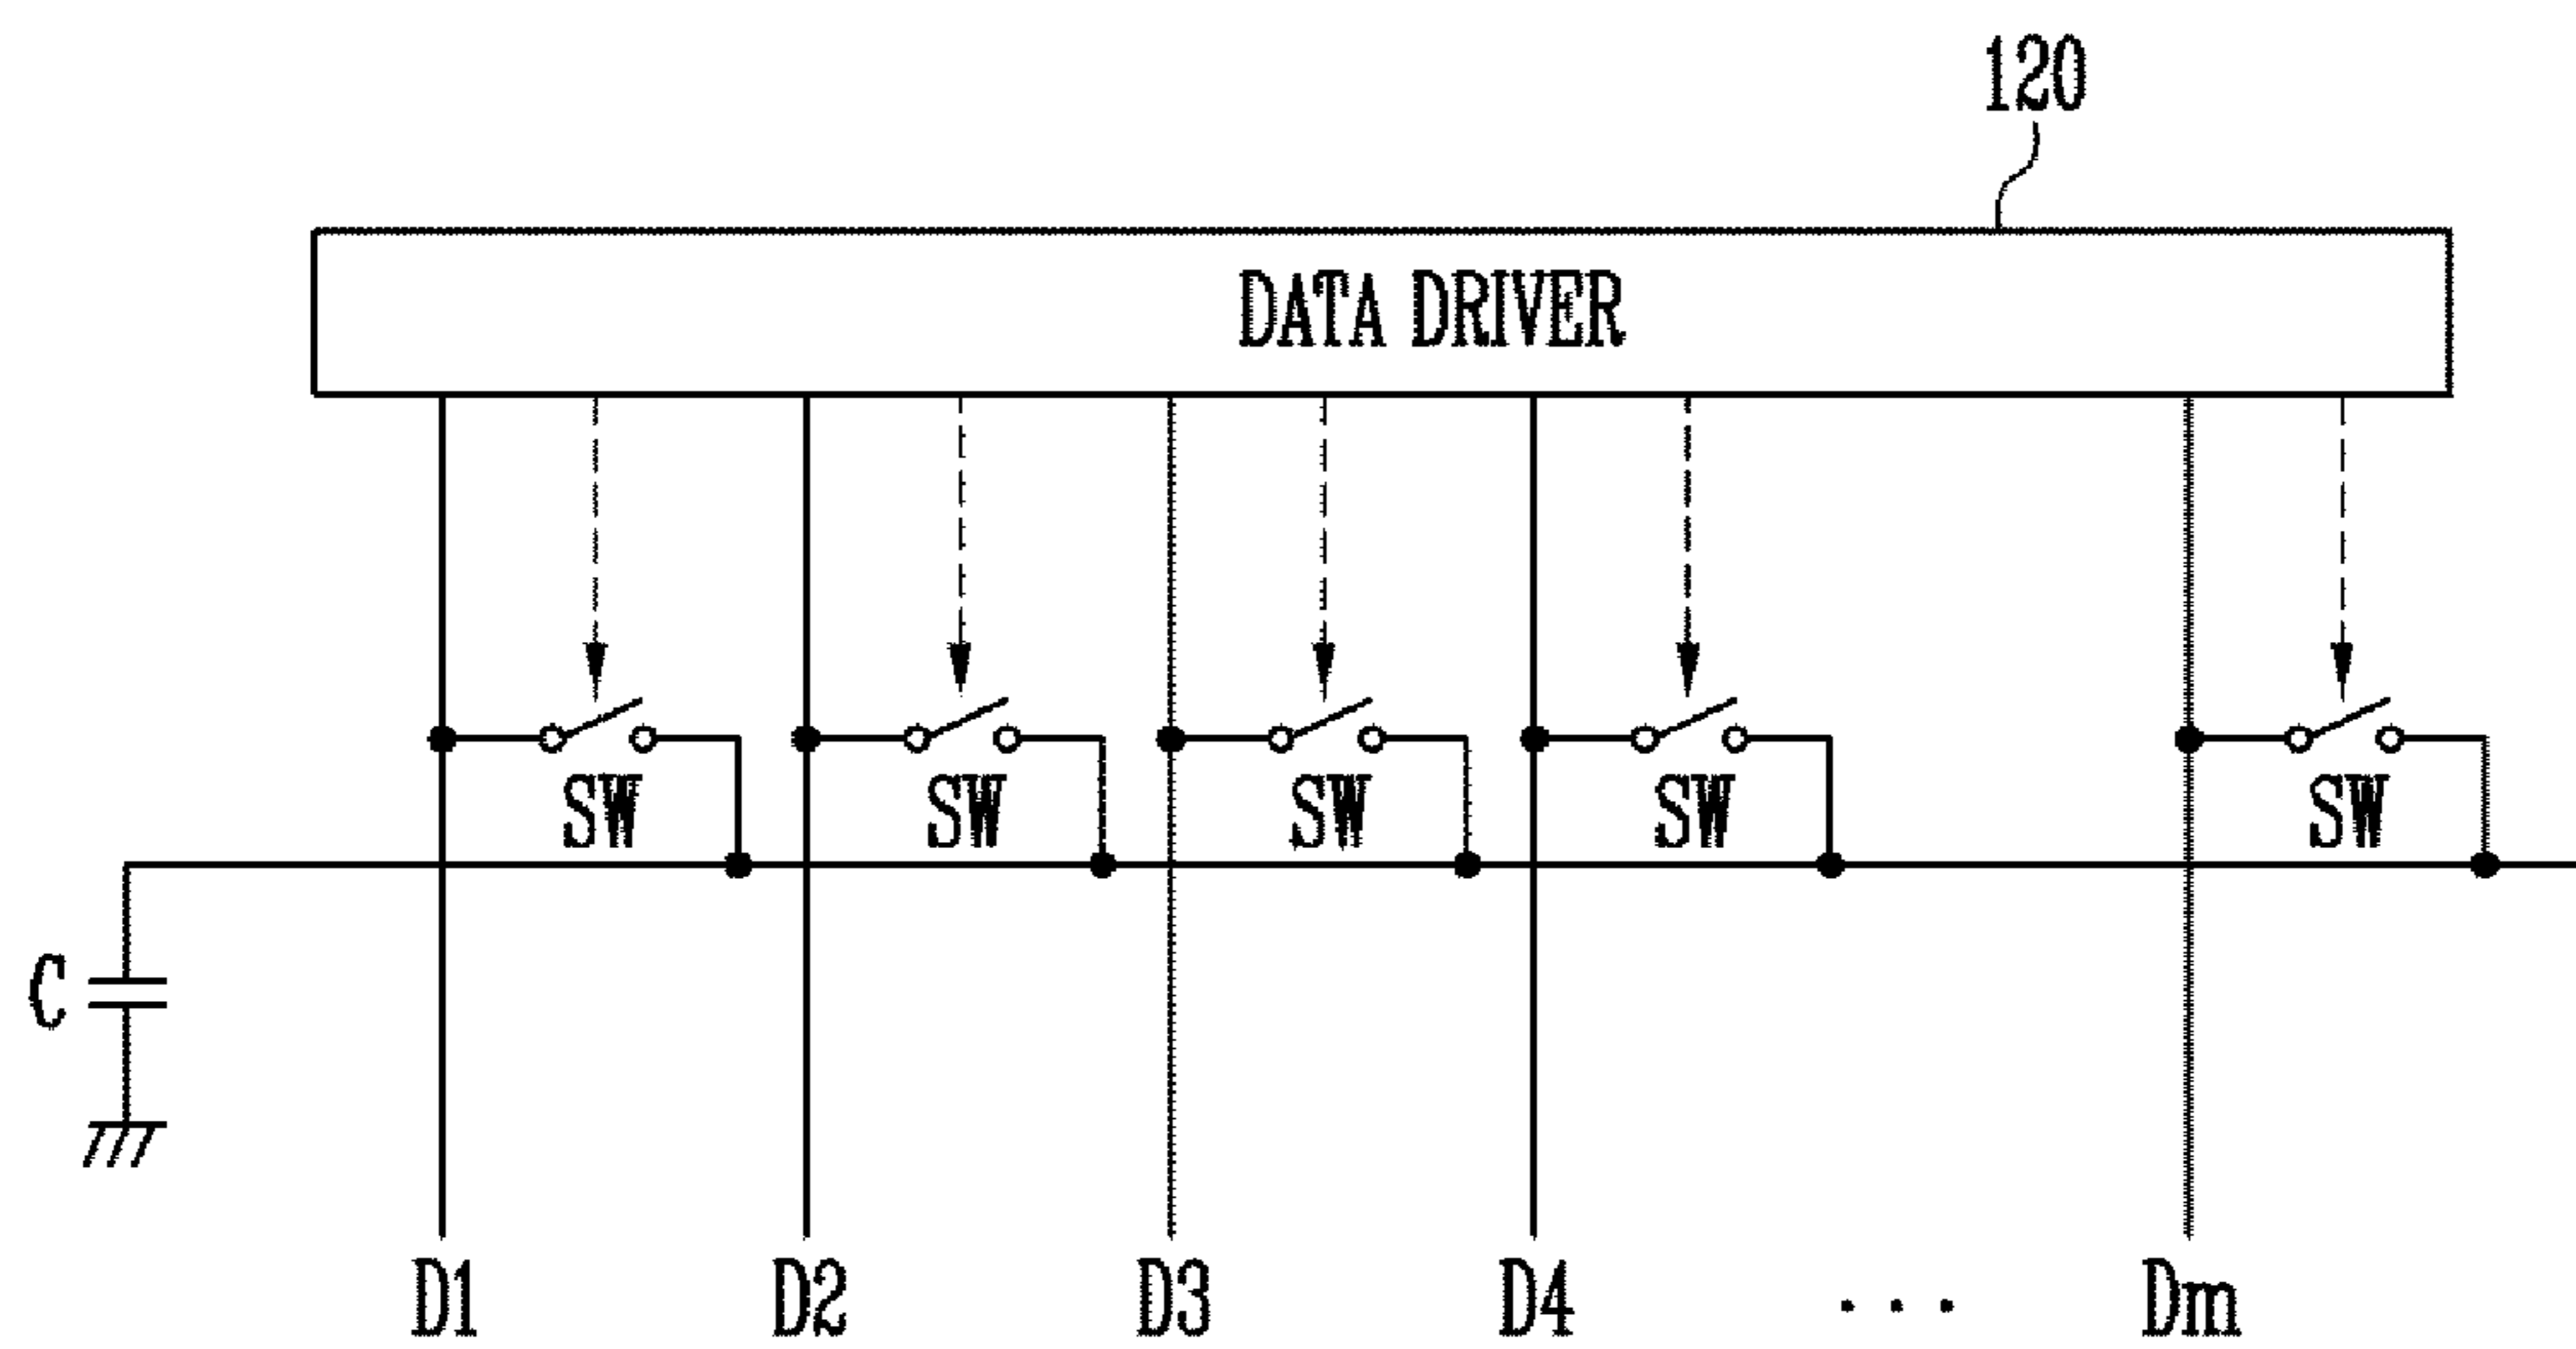 120
DATA DRIVER
SW SW SW SW SW
C
D1 D2 D3 D4 ... Dm